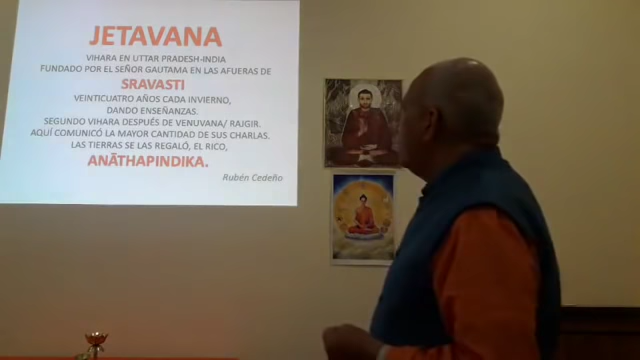 JETAVANA
VIHARA EN UTTAR PRADESH-INDIA
FUNDADO POR EL SEÑOR GAUTAMA EN LAS AFUERAS DE
SRAVASTI
VEINTICUATRO AÑOS CADA INVIERNO,
DANDO ENSEÑANZAS.
SEGUNDO VIHARA DESPUÉS DE VENUVANA/ RAJGIR.
AQUÍ COMUNICÓ LA MAYOR CANTIDAD DE SUS CHARLAS.
LAS TIERRAS SE LAS REGALÓ, EL RICO,
ANĀTHAPINDIKA.
Rubén Cedeño